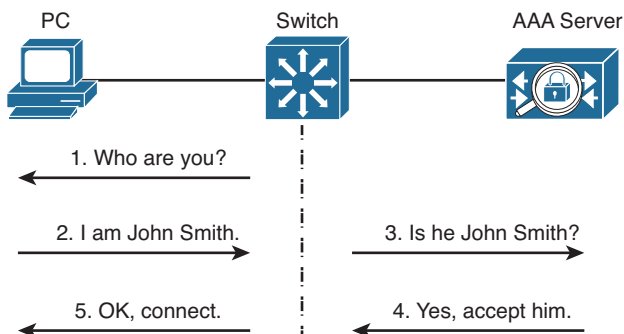 PC
Switch
AAA Server
1. Who are you?
2. I am John Smith.
3. Is he John Smith?
5. OK, connect.
4. Yes, accept him.